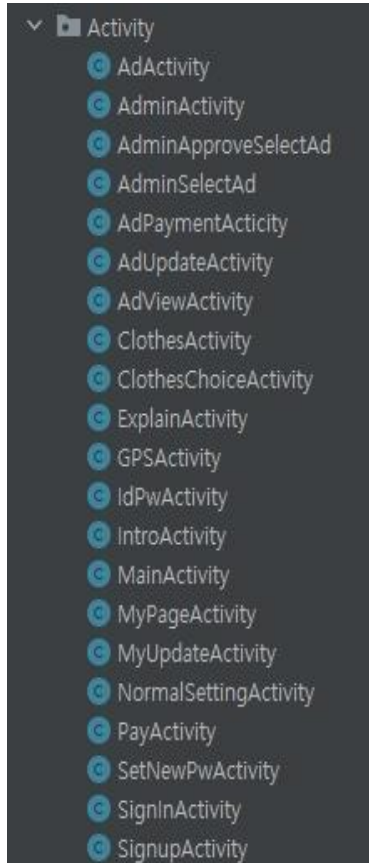 Activity
AdActivity
AdminActivity
AdminApproveSelectAd
AdminSelectAd
AdPaymentActicity
AdUpdateActivity
AdViewActivity
ClothesActivity
ClothesChoiceActivity
ExplainActivity
GPSActivity
IdPwActivity
IntroActivity
MainActivity
MyPageActivity
MyUpdateActivity
NormalSettingActivity
PayActivity
SetNewPwActivity
SignInActivity
SignupActivity